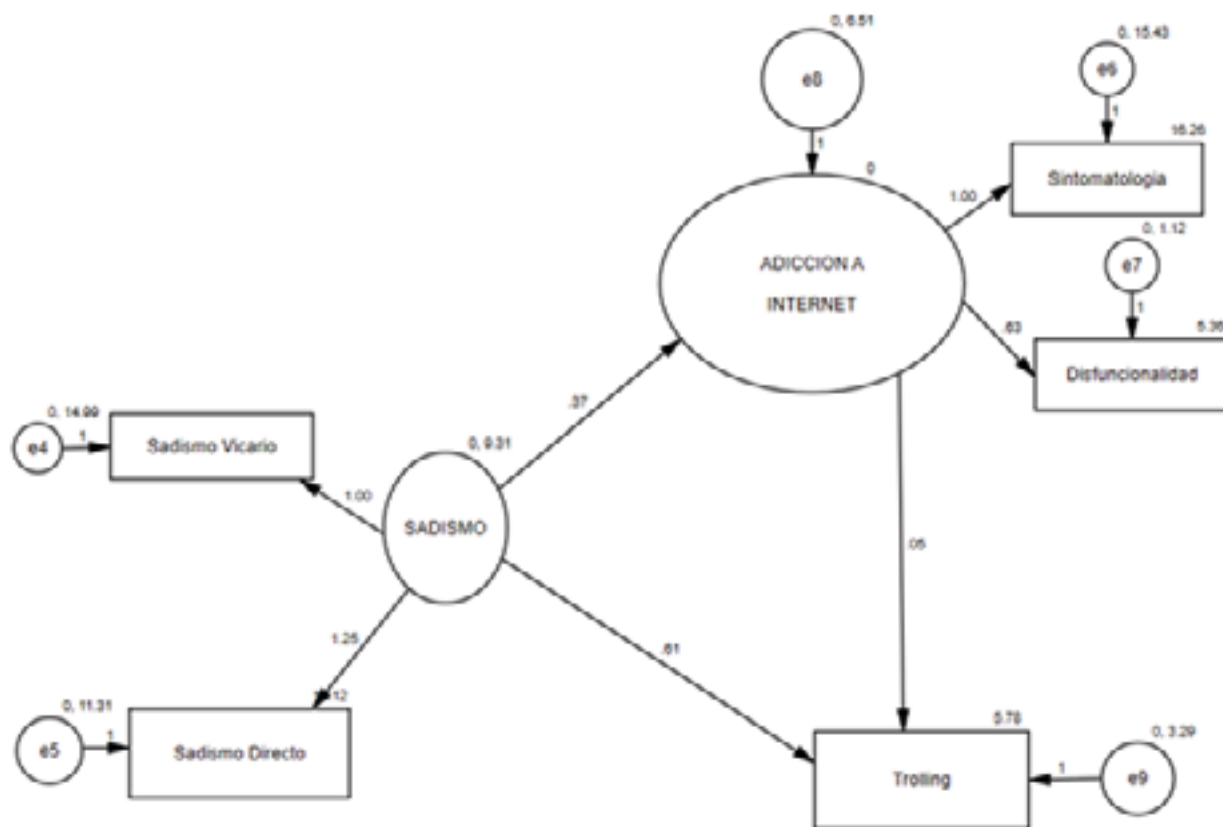 0, 6.51
e8
1
0, 15.43
e6
1
16.26
Sintomatología
0
1.00
ADICCION A
INTERNET
0, 1.12
e7
1
.63
5.36
Disfuncionalidad
.37
0, 14.99
e4
1
Sadismo Vicario
1.00
0, 9.31
SADISMO
.05
1.25
.61
0, 11.31
e5
1
Sadismo Directo
5.78
Trolling
1
0, 3.29
e9